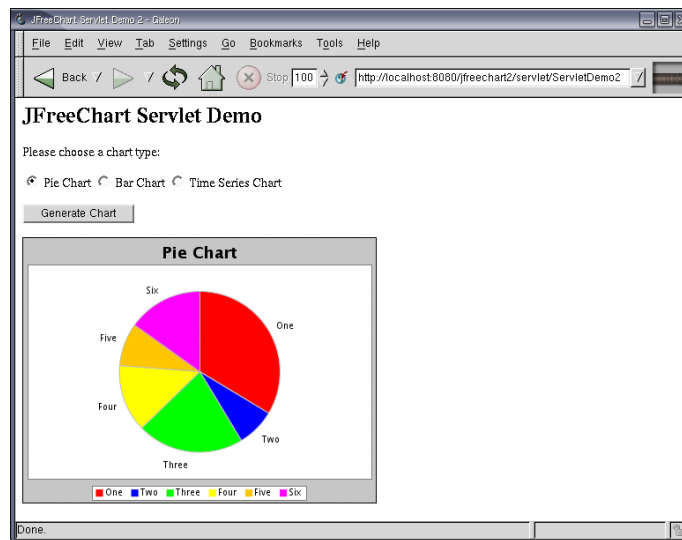 JFreeChart Servlet Demo 2 - Galeon
File Edit View Tab Settings Go Bookmarks Tools Help
Back Stop 100 http://localhost:8080/jfreechart2/servlet/ServletDemo2
JFreeChart Servlet Demo
Please choose a chart type:
Pie Chart Bar Chart Time Series Chart
Generate Chart
Pie Chart
Six
One
Five
Four
Two
Three
One Two Three Four Five Six
Done.